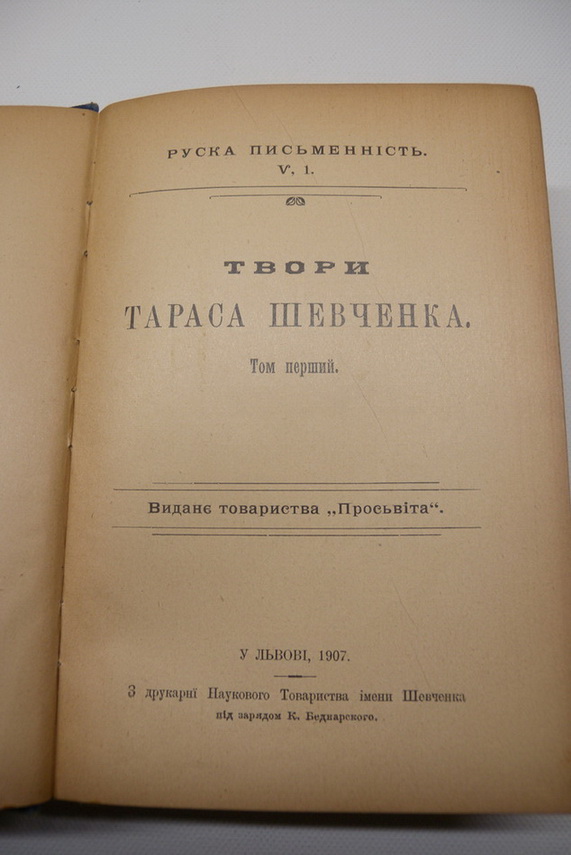 РУСКА ПИСЬМЕННІСТЬ.
V, 1.
ТВОРИ
ТАРАСА ШЕВЧЕНКА.
Том перший.
Виданє товариства „Просьвіта“.
У ЛЬВОВІ, 1907.
З друкарнї Наукового Товариства імени Шевченка
під зарядом К. Беднарского.